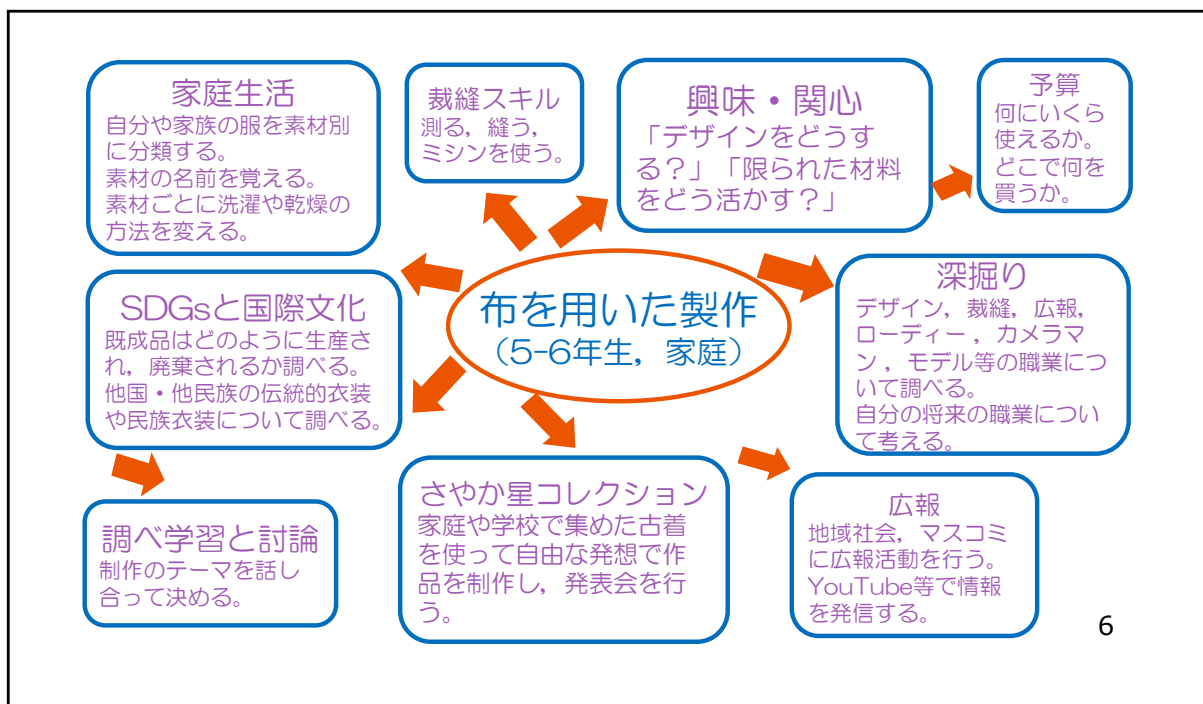 家庭生活
自分や家族の服を素材別
に分類する。
素材の名前を覚える。
素材ごとに洗濯や乾燥の
方法を変える。
裁縫スキル
測る，縫う，
ミシンを使う。
興味・関心
「デザインをどうす
る？」「限られた材料
をどう活かす？」
予算
何にいくら
使えるか。
どこで何を
買うか。
SDGsと国際文化
既成品はどのように生産さ
れ，廃棄されるか調べる。
他国・他民族の伝統的衣装
や民族衣装について調べる。
布を用いた製作
（5-6年生，家庭）
深掘り
デザイン，裁縫，広報，
ローディー，カメラマ
ン，モデル等の職業につ
いて調べる。
自分の将来の職業につい
て考える。
調べ学習と討論
制作のテーマを話し
合って決める。
さやか星コレクション
家庭や学校で集めた古着
を使って自由な発想で作
品を制作し，発表会を行
う。
広報
地域社会，マスコミ
に広報活動を行う。
YouTube等で情報
を発信する。
6